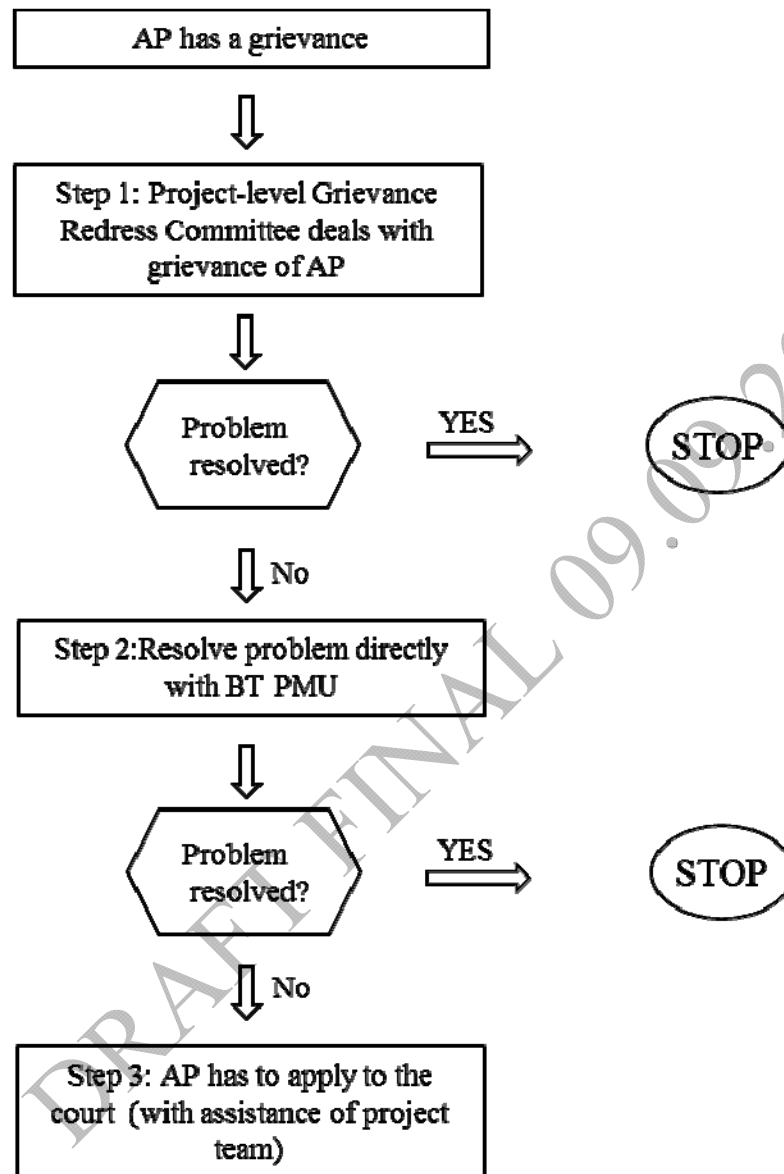 AP has a grievance
Step 1: Project-level Grievance
Redress Committee deals with
grievance of AP
Problem
resolved?
YES
STOP
No
Step 2:Resolve problem directly
with BT PMU
Problem
resolved?
YES
STOP
No
Step 3: AP has to apply to the
court (with assistance of project
team)
DRAFT FINAL 09.09.2